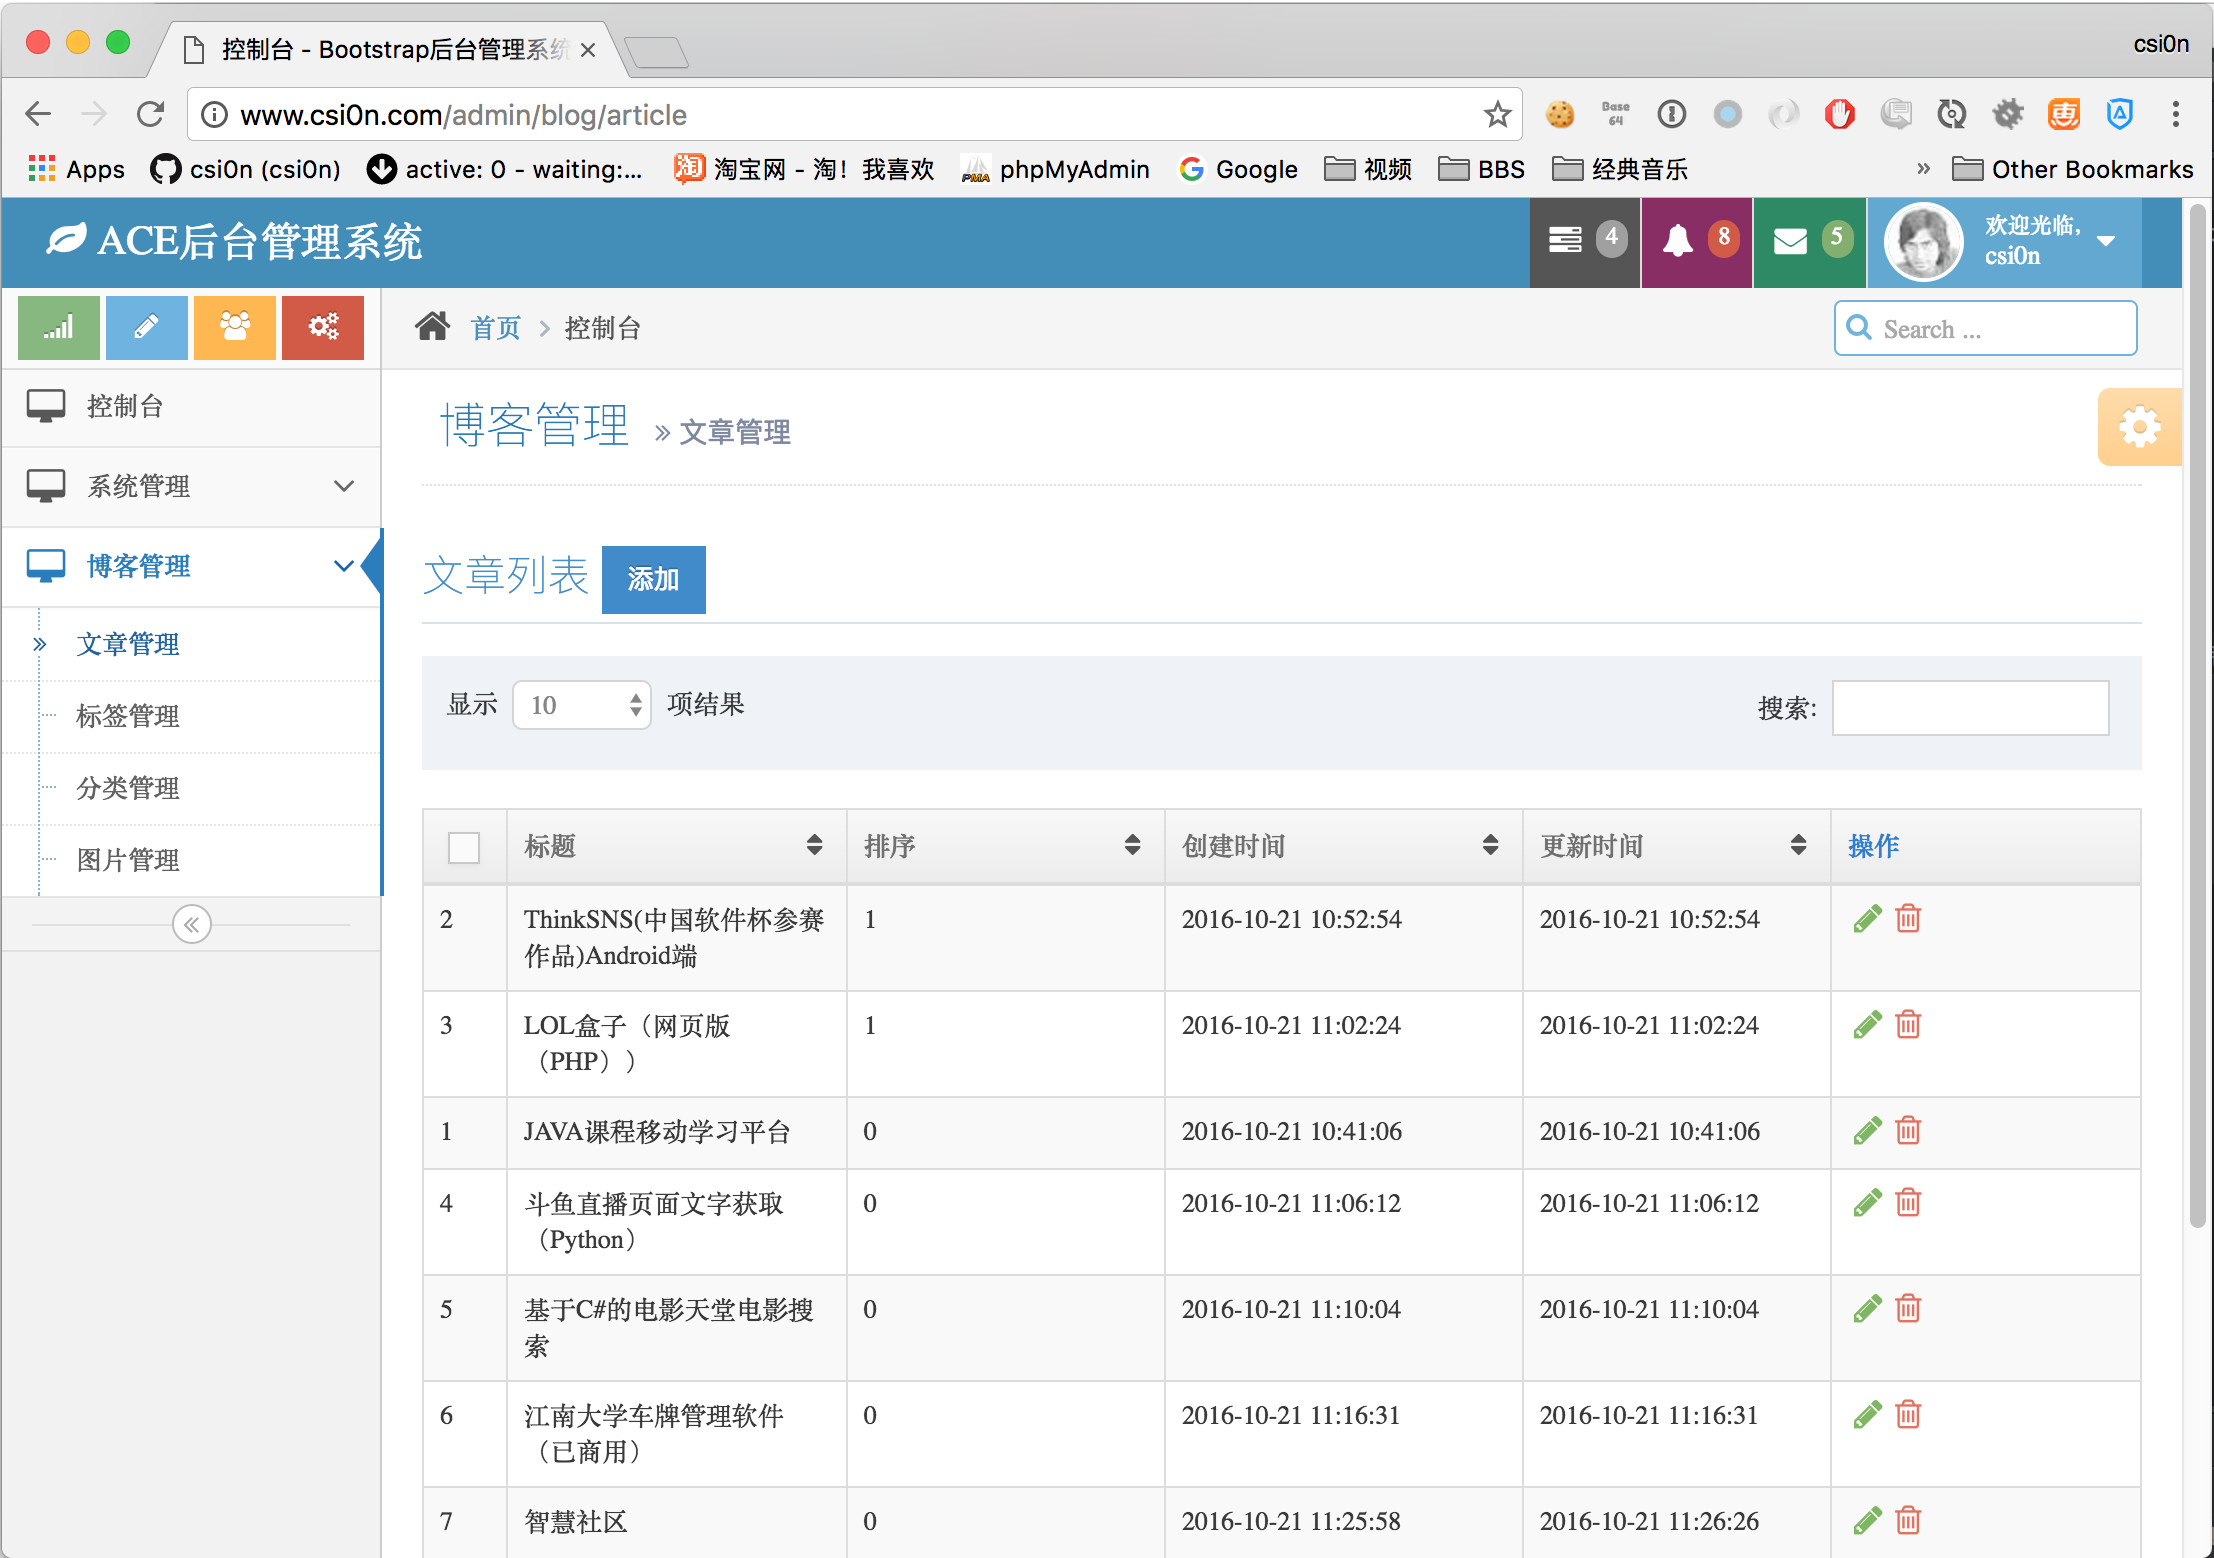 控制台 - Bootstrap后台管理系统
csi0n
www.csi0n.com/admin/blog/article
Base 64
Apps
csi0n (csi0n)
active: 0 - waiting:...
淘宝网 - 淘！我喜欢
phpMyAdmin
Google
视频
BBS
经典音乐
» Other Bookmarks
ACE后台管理系统
4
8
5
欢迎光临,
csi0n
首页 > 控制台
Search ...
控制台
系统管理
博客管理
文章管理
标签管理
分类管理
图片管理
博客管理 » 文章管理
文章列表 添加
显示 10 项结果
搜索:
标题 排序 创建时间 更新时间 操作
2 ThinkSNS(中国软件杯参赛 1 2016-10-21 10:52:54 2016-10-21 10:52:54
作品)Android端
3 LOL盒子（网页版 1 2016-10-21 11:02:24 2016-10-21 11:02:24
（PHP））
1 JAVA课程移动学习平台 0 2016-10-21 10:41:06 2016-10-21 10:41:06
4 斗鱼直播页面文字获取 0 2016-10-21 11:06:12 2016-10-21 11:06:12
（Python）
5 基于C#的电影天堂电影搜 0 2016-10-21 11:10:04 2016-10-21 11:10:04
索
6 江南大学车牌管理软件 0 2016-10-21 11:16:31 2016-10-21 11:16:31
（已商用）
7 智慧社区 0 2016-10-21 11:25:58 2016-10-21 11:26:26